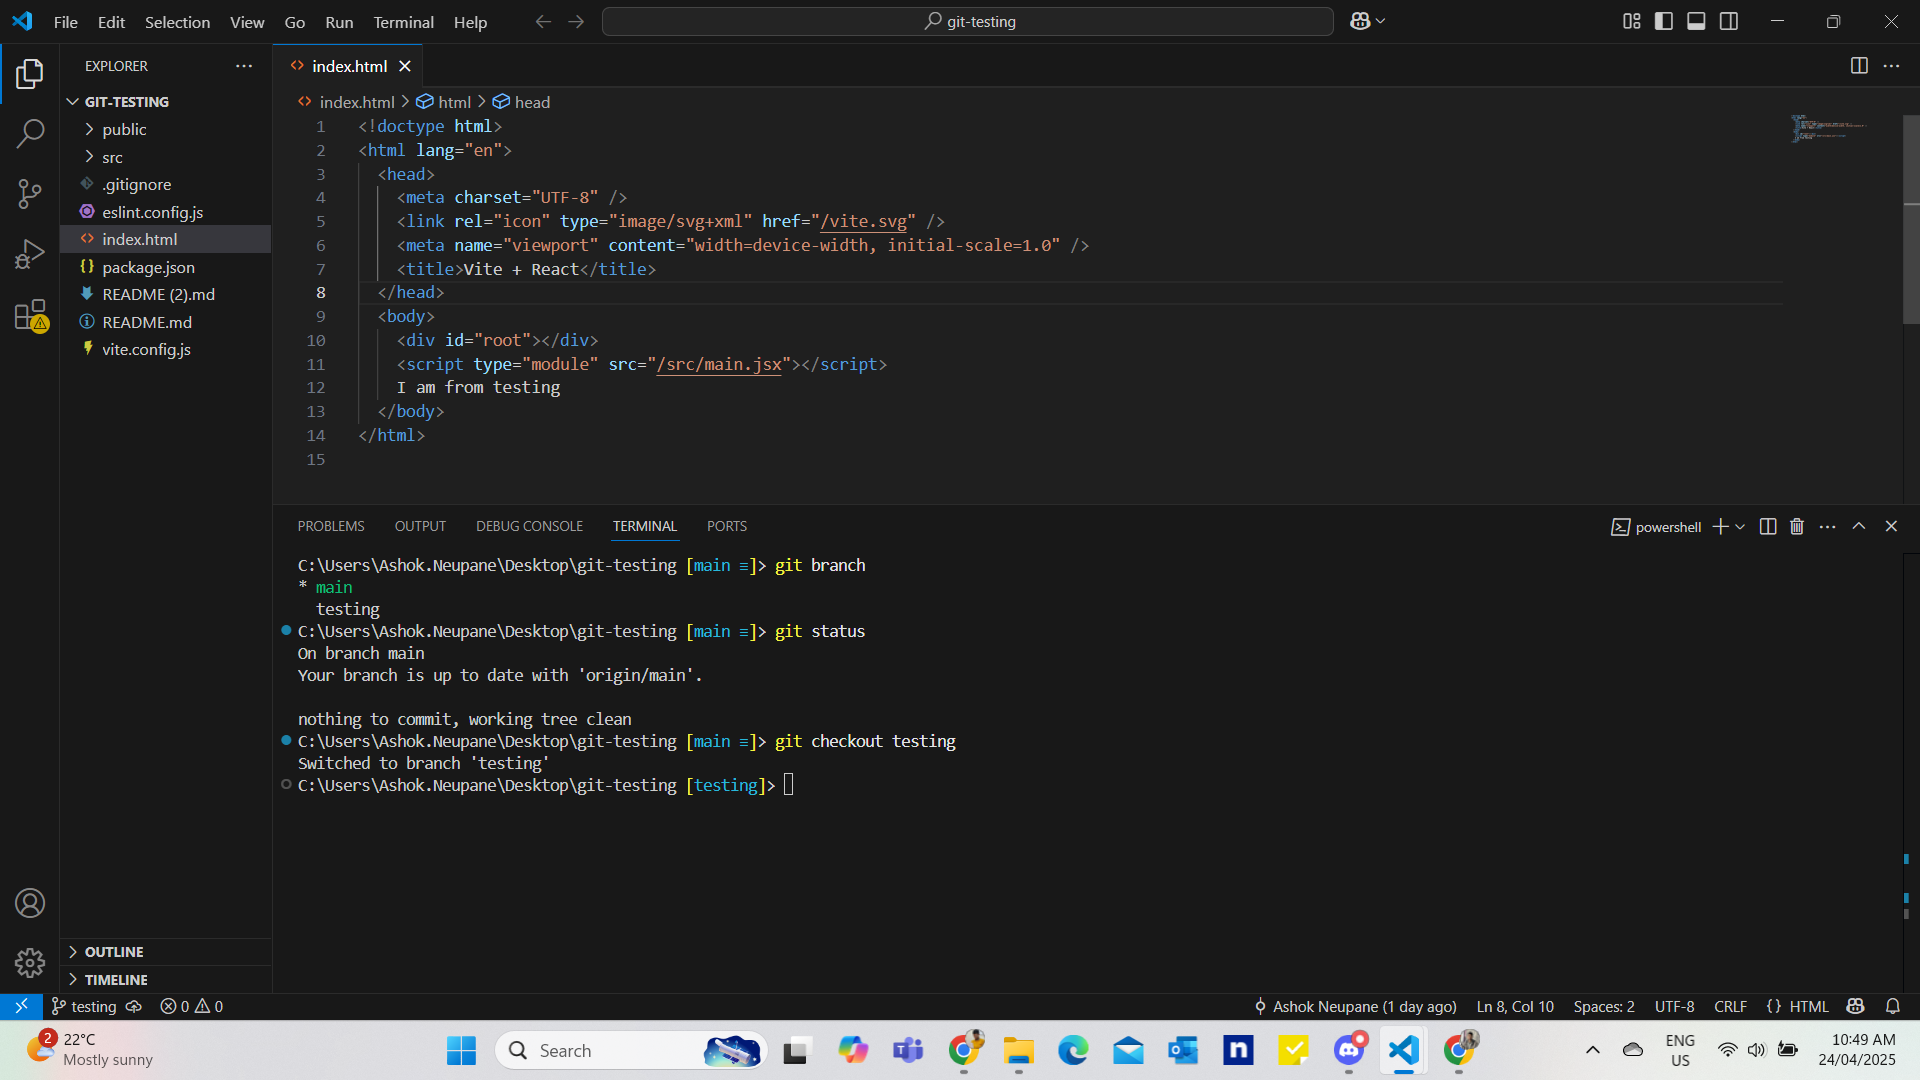 File Edit Selection View Go Run Terminal Help
git-testing
EXPLORER
GIT-TESTING
public
src
.gitignore
eslint.config.js
index.html
package.json
README (2).md
README.md
vite.config.js
OUTLINE
TIMELINE
index.html
index.html > html > head
1 <!doctype html>
2 <html lang="en">
3 <head>
4 <meta charset="UTF-8" />
5 <link rel="icon" type="image/svg+xml" href="/vite.svg" />
6 <meta name="viewport" content="width=device-width, initial-scale=1.0" />
7 <title>Vite + React</title>
8 </head>
9 <body>
10 <div id="root"></div>
11 <script type="module" src="/src/main.jsx"></script>
12 I am from testing
13 </body>
14 </html>
15
PROBLEMS OUTPUT DEBUG CONSOLE TERMINAL PORTS
powershell
C:\Users\Ashok.Neupane\Desktop\git-testing [main ≡]> git branch
* main
testing
C:\Users\Ashok.Neupane\Desktop\git-testing [main ≡]> git status
On branch main
Your branch is up to date with 'origin/main'.
nothing to commit, working tree clean
C:\Users\Ashok.Neupane\Desktop\git-testing [main ≡]> git checkout testing
Switched to branch 'testing'
C:\Users\Ashok.Neupane\Desktop\git-testing [testing]>
testing 0 0
Ashok Neupane (1 day ago) Ln 8, Col 10 Spaces: 2 UTF-8 CRLF {} HTML
2
22°C
Mostly sunny
Search
n
ENG
US
10:49 AM
24/04/2025